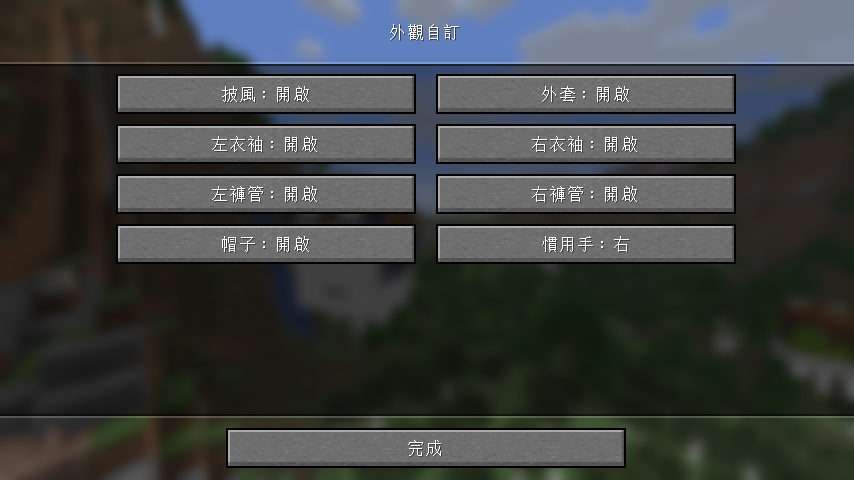 外觀自訂
披風：開啟
外套：開啟
左衣袖：開啟
右衣袖：開啟
左褲管：開啟
右褲管：開啟
帽子：開啟
慣用手：右
完成